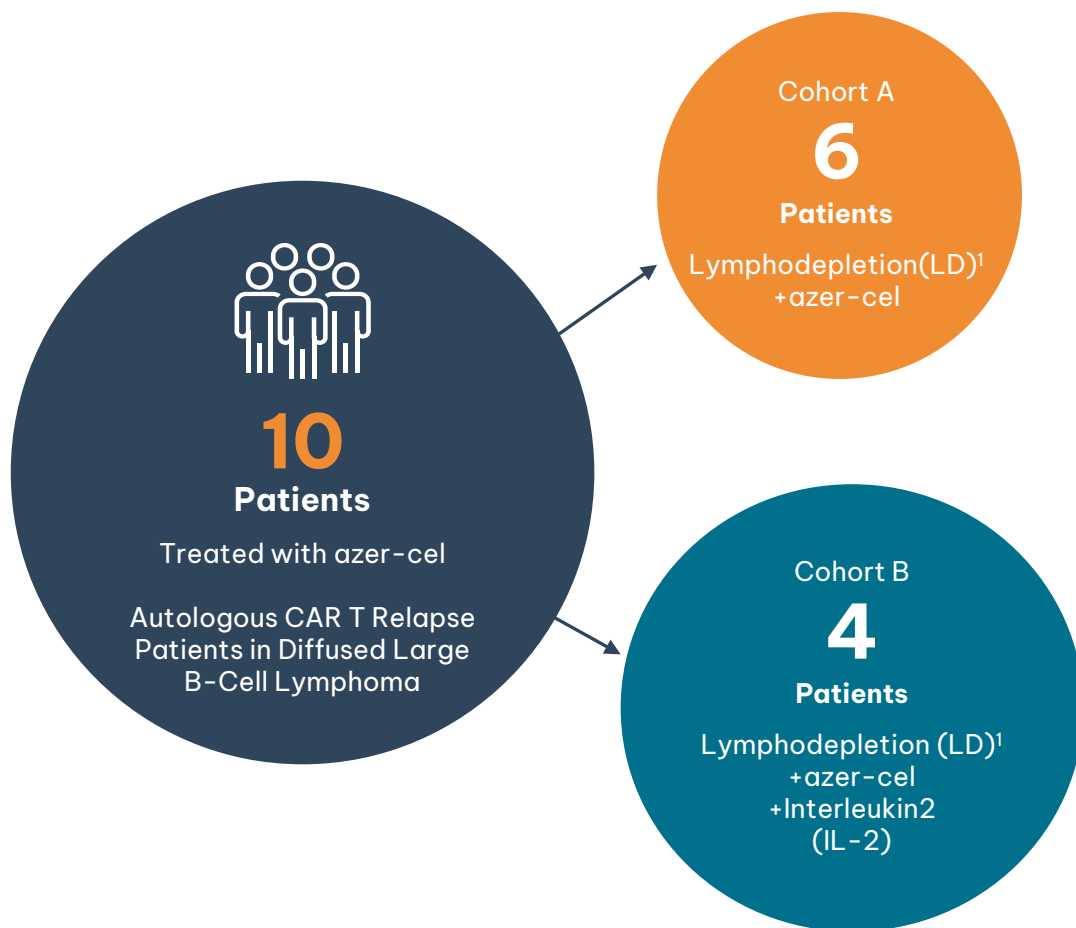 10
Patients
Treated with azer-cel
Autologous CAR T Relapse
Patients in Diffused Large
B-Cell Lymphoma
Cohort A
6
Patients
Lymphodepletion(LD)¹
+azer-cel
Cohort B
4
Patients
Lymphodepletion (LD)¹
+azer-cel
+Interleukin2
(IL-2)